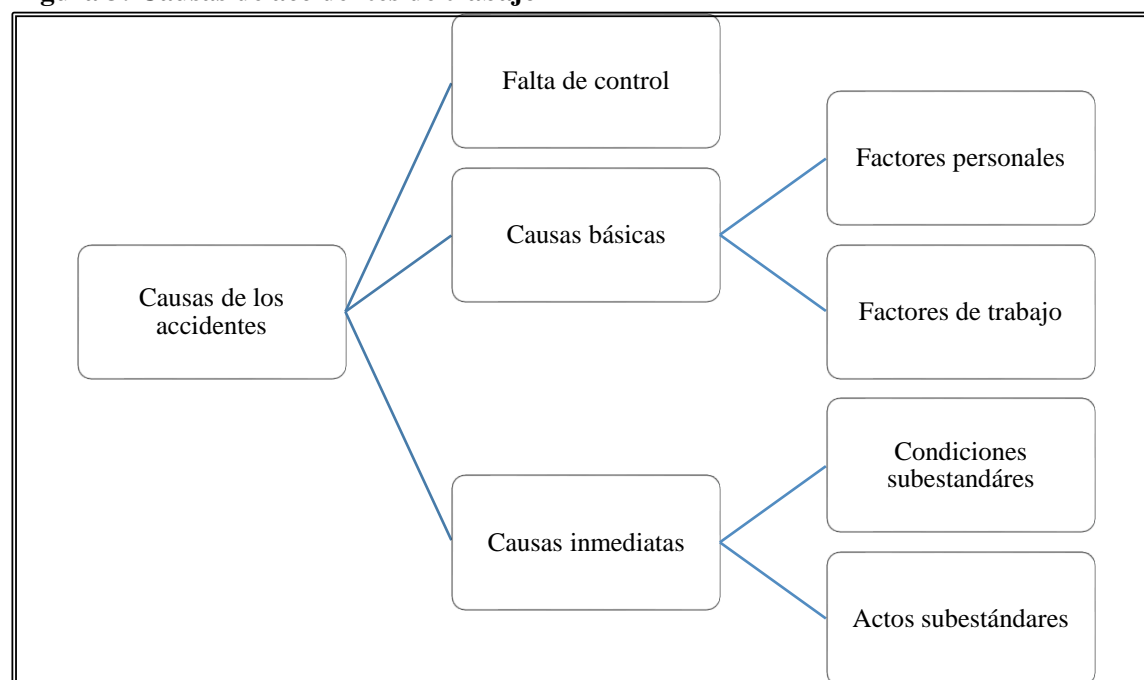 Falta de control
Factores personales
Causas básicas
Causas de los
accidentes
Factores de trabajo
Condiciones
subestandáres
Causas inmediatas
Actos subestándares